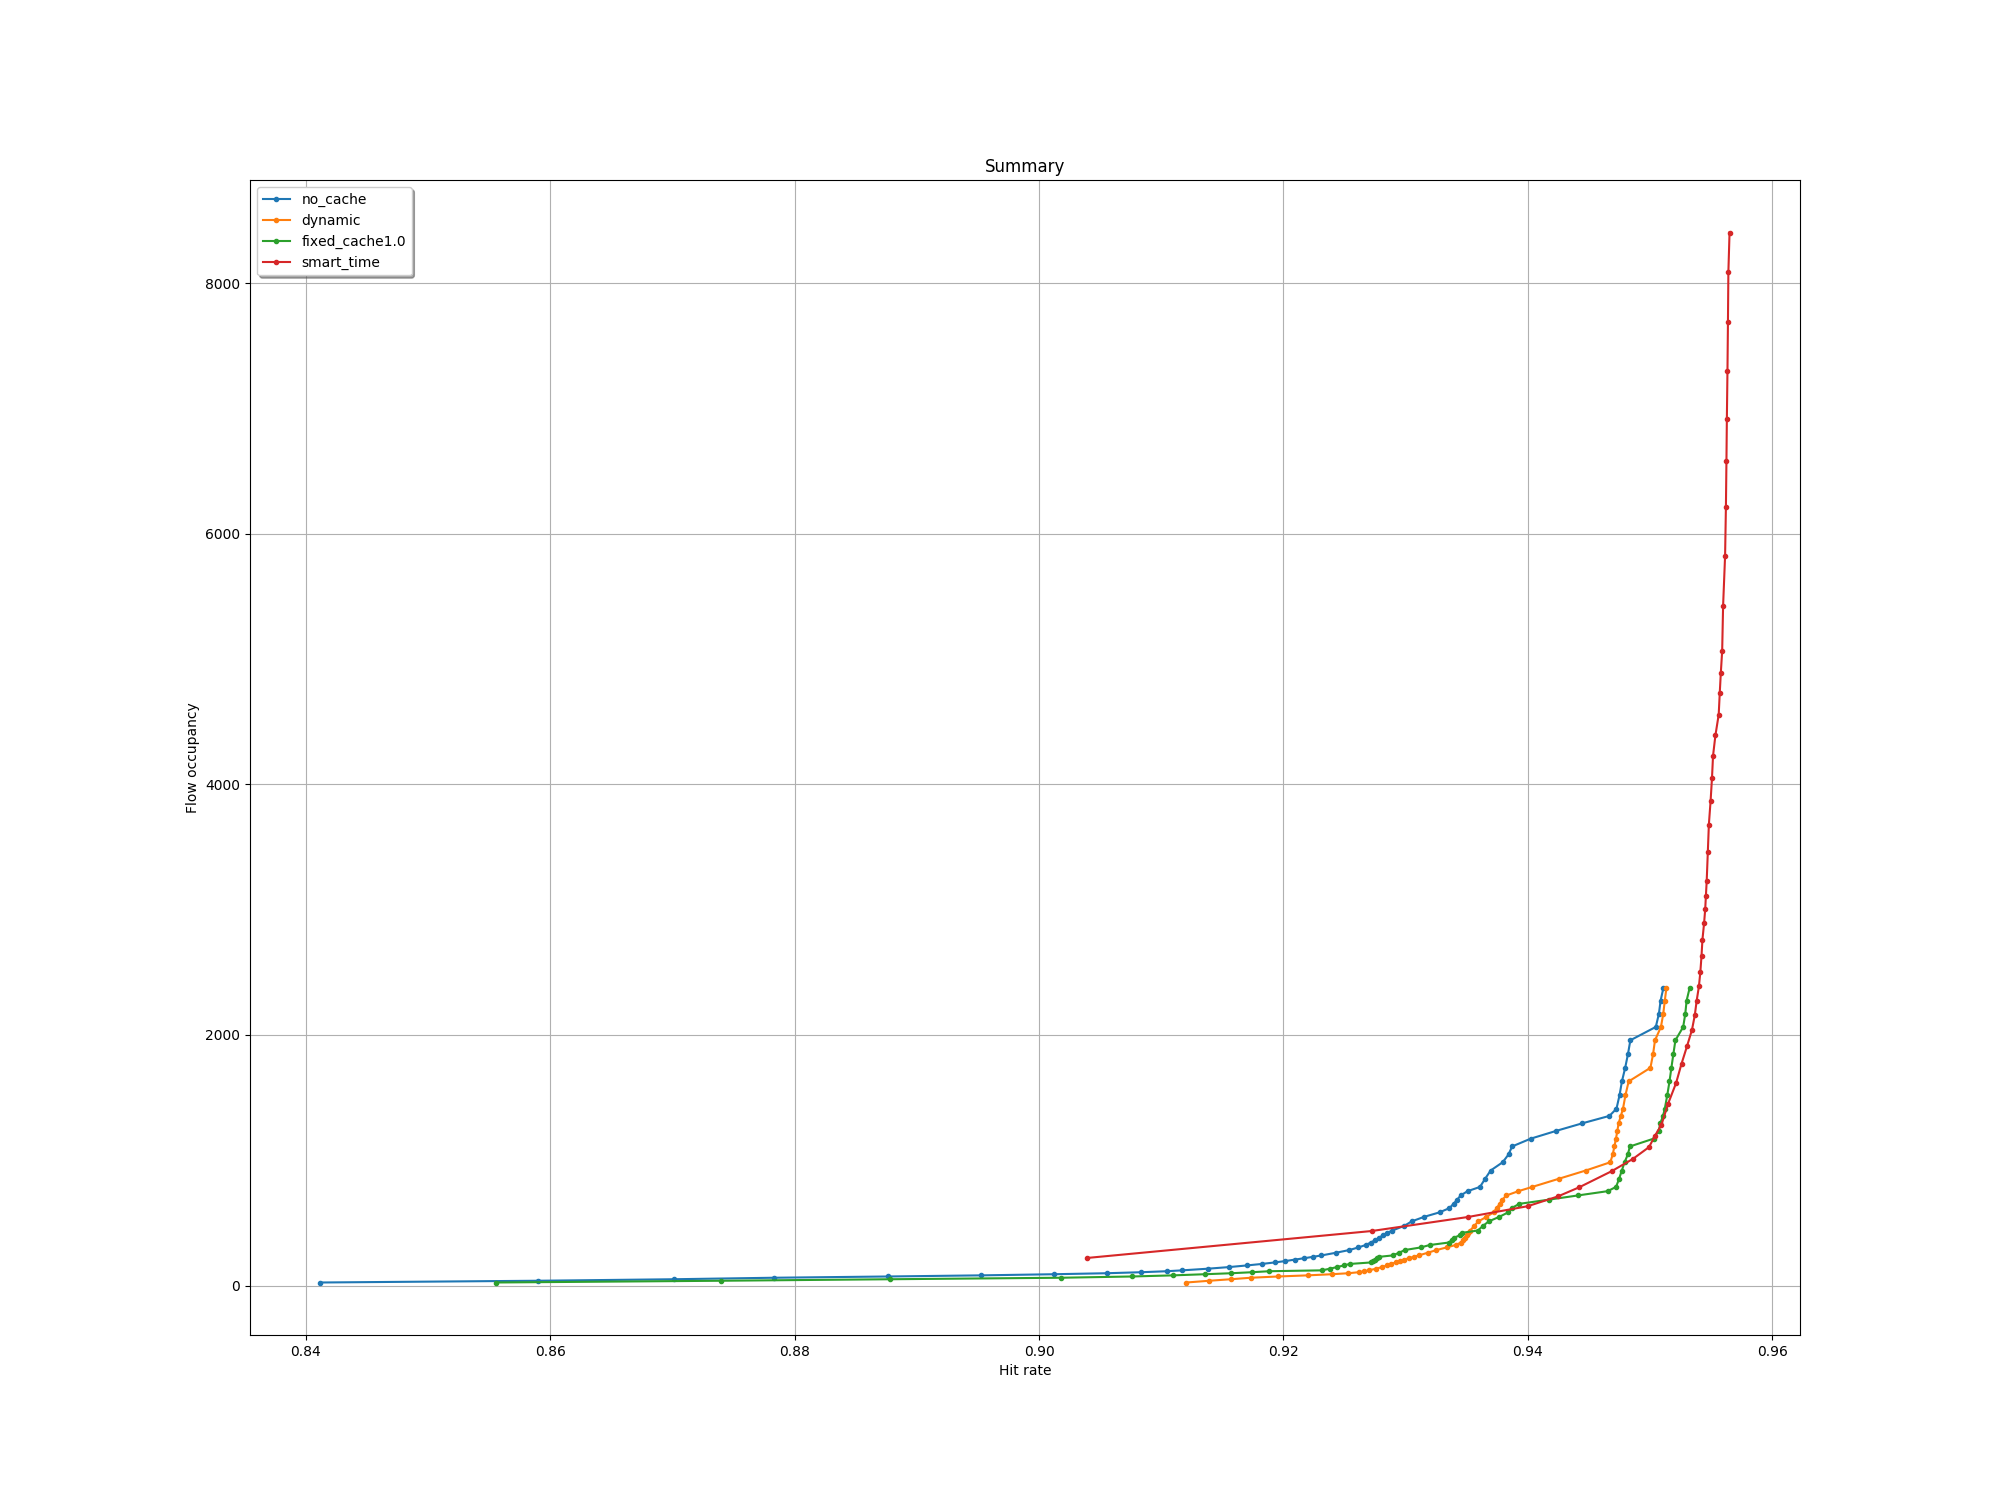 Summary
no_cache
dynamic
fixed_cache1.0
smart_time
8000
6000
4000
2000
0
Flow occupancy
0.84 0.86 0.88 0.90 0.92 0.94 0.96
Hit rate